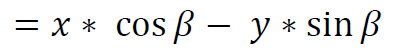 = x * cos β − y * sin β